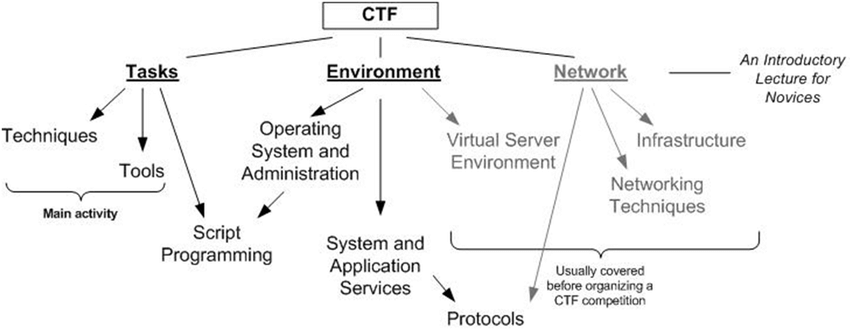 CTF
Tasks
Environment
Network
An Introductory
Lecture for
Novices
Techniques
Tools
Main activity
Operating
System and
Administration
Script
Programming
System and
Application
Services
Virtual Server
Environment
Infrastructure
Networking
Techniques
Usually covered
before organizing a
CTF competition
Protocols